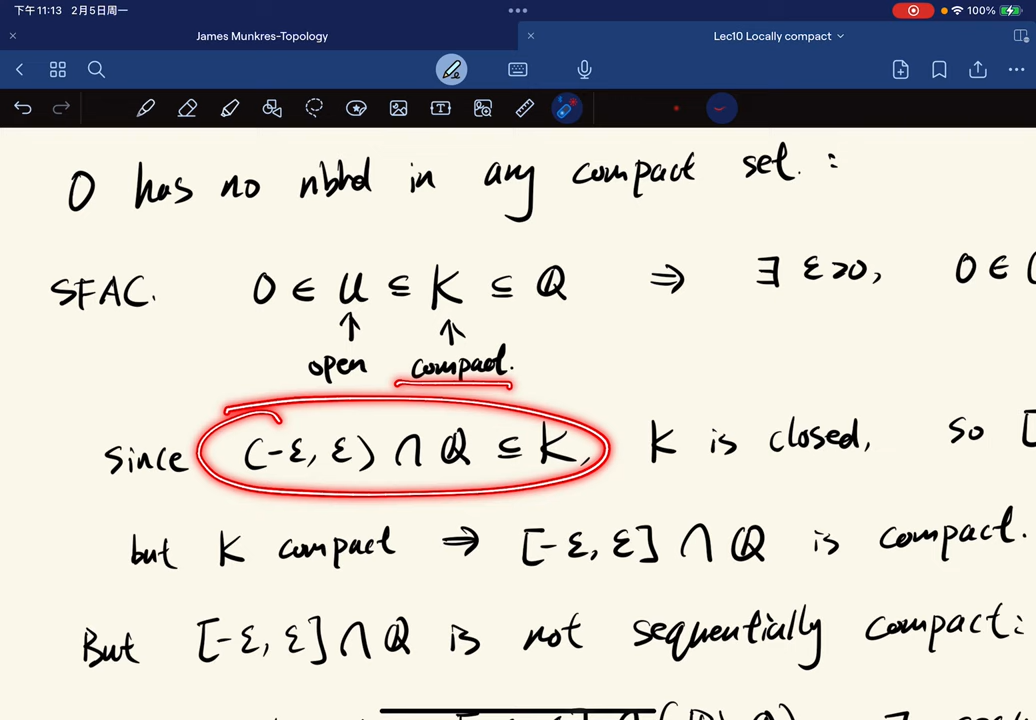 下午11:13 2月5日周一
100%
James Munkres-Topology
Lec10 Locally compact
O has no nbhd in any compact set. :
SFAC. 0 ∈ U ⊆ K ⊆ Q ⇒ ∃ ε>0, 0 ∈ (
↑ ↑
open compact.
since (-ε, ε) ∩ Q ⊆ K, K is closed, so [
but K compact ⇒ [-ε, ε] ∩ Q is compact.
But [-ε, ε] ∩ Q is not sequentially compact: